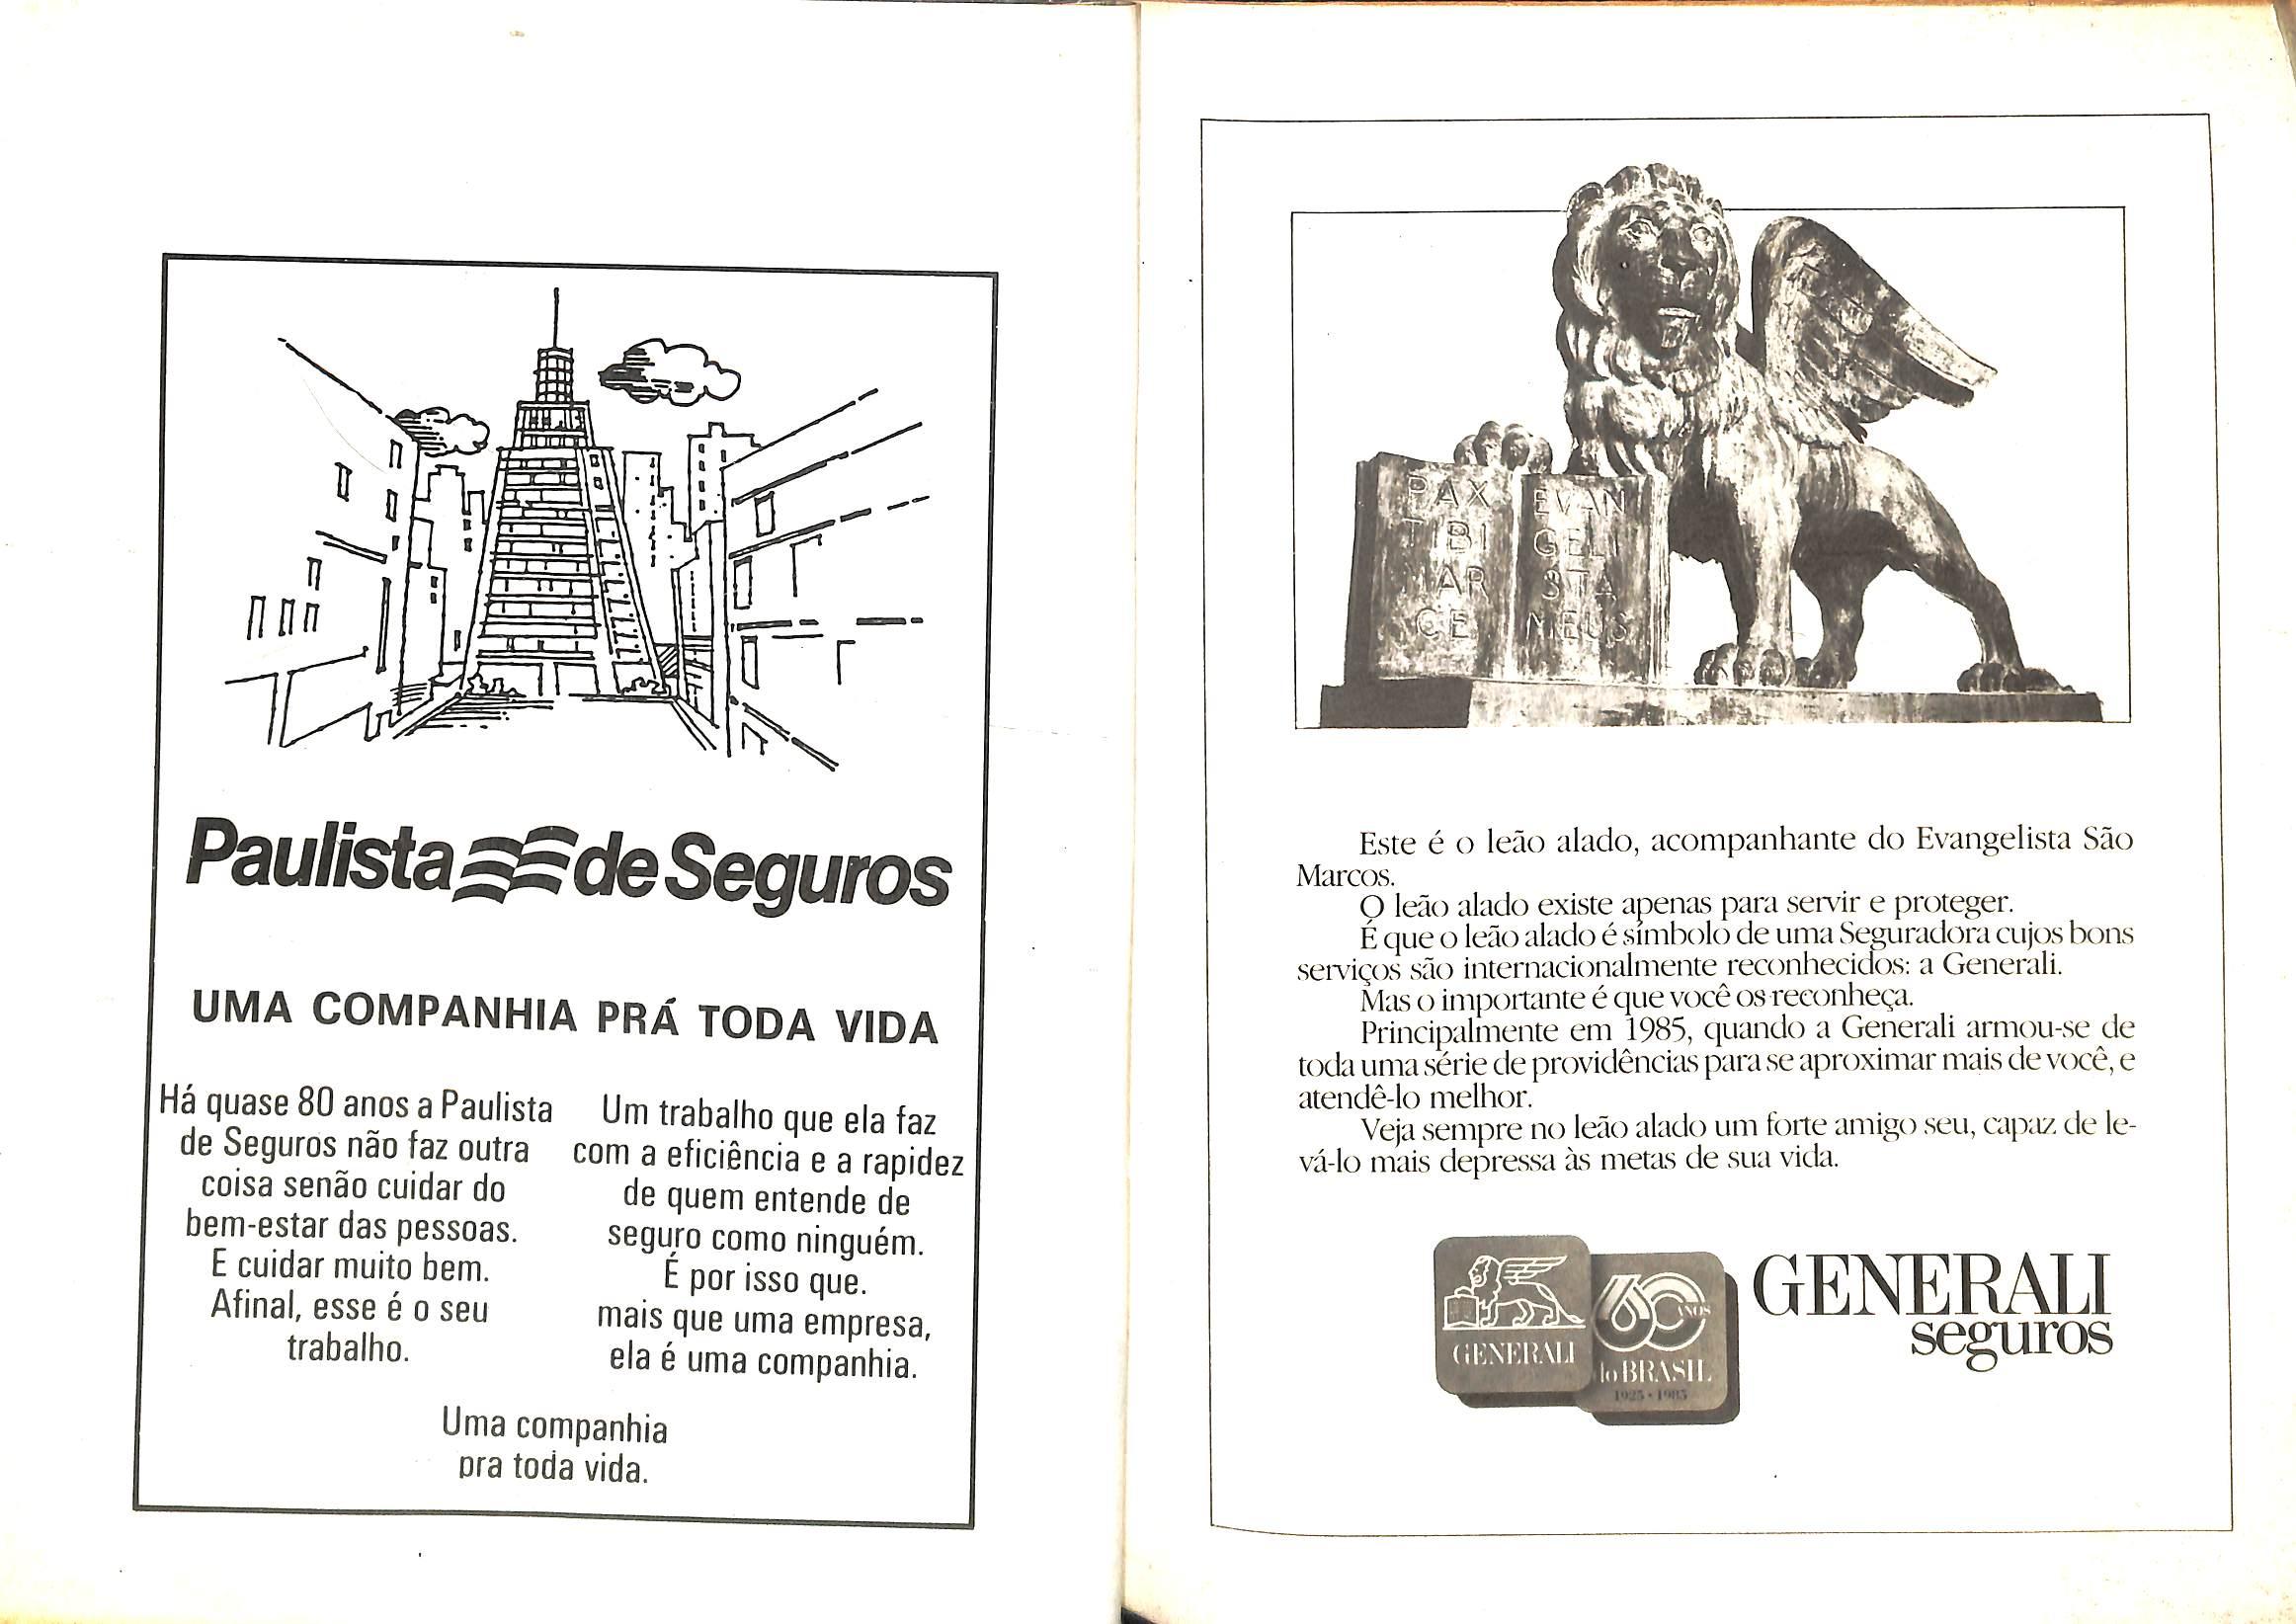 Paulista de Seguros
UMA COMPANHIA PRÁ TODA VIDA
Há quase 80 anos a Paulista
de Seguros não faz outra
coisa senão cuidar do
bem-estar das pessoas.
E cuidar muito bem.
Afinal, esse é o seu
trabalho.
Um trabalho que ela faz
com a eficiência e a rapidez
de quem entende de
seguro como ninguém.
É por isso que.
mais que uma empresa,
ela é uma companhia.
Uma companhia
pra toda vida.
PAX
TIBI
MAR
CE
EVAN
GELI
STA
MEUS
Este é o leão alado, acompanhante do Evangelista São
Marcos.
O leão alado existe apenas para servir e proteger.
É que o leão alado é símbolo de uma Seguradora cujos bons
serviços são internacionalmente reconhecidos: a Generali.
Mas o importante é que você os reconheça.
Principalmente em 1985, quando a Generali armou-se de
toda uma série de providências para se aproximar mais de você, e
atendê-lo melhor.
Veja sempre no leão alado um forte amigo seu, capaz de le-
vá-lo mais depressa às metas de sua vida.
GENERALI
60 ANOS
do BRASIL
1925 • 1985
GENERALI
seguros